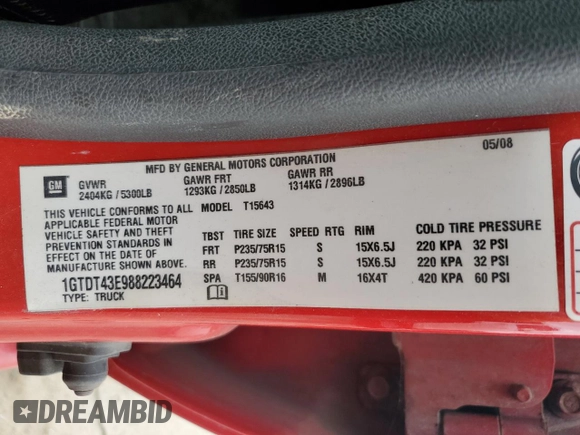 MFD BY GENERAL MOTORS CORPORATION 05/08
GM GVWR GAWR FRT GAWR RR
2404KG / 5300LB 1293KG / 2850LB 1314KG / 2896LB
THIS VEHICLE CONFORMS TO ALL MODEL T15643
APPLICABLE FEDERAL MOTOR
VEHICLE SAFETY AND THEFT
PREVENTION STANDARDS IN
EFFECT ON THE DATE OF
MANUFACTURE SHOWN ABOVE.
1GTDT43E988223464
TYPE: TRUCK
TBST TIRE SIZE SPEED RTG RIM COLD TIRE PRESSURE
FRT P235/75R15 S 15X6.5J 220 KPA 32 PSI
RR P235/75R15 S 15X6.5J 220 KPA 32 PSI
SPA T155/90R16 M 16X4T 420 KPA 60 PSI
DREAMBID